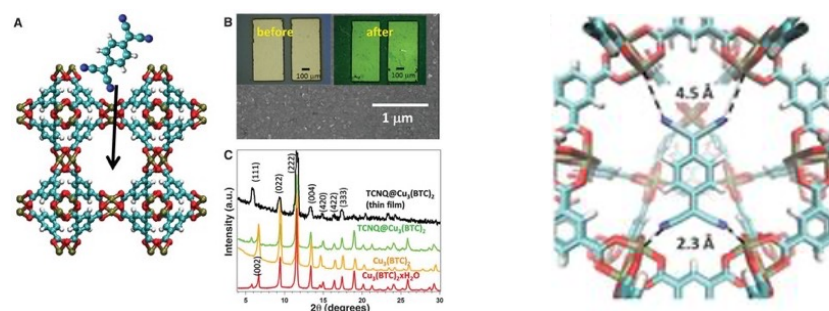 A
B
before
after
100 µm
100 µm
1 µm
C
Intensity (a.u.)
(111)
(002)
(022)
(222)
(004)
(420)
(422)
(333)
TCNQ@Cu₃(BTC)₂
(thin film)
TCNQ@Cu₃(BTC)₂
Cu₃(BTC)₂
Cu₃(BTC)₂xH₂O
5 10 15 20 25 30
2θ (degrees)
4.5 Å
2.3 Å